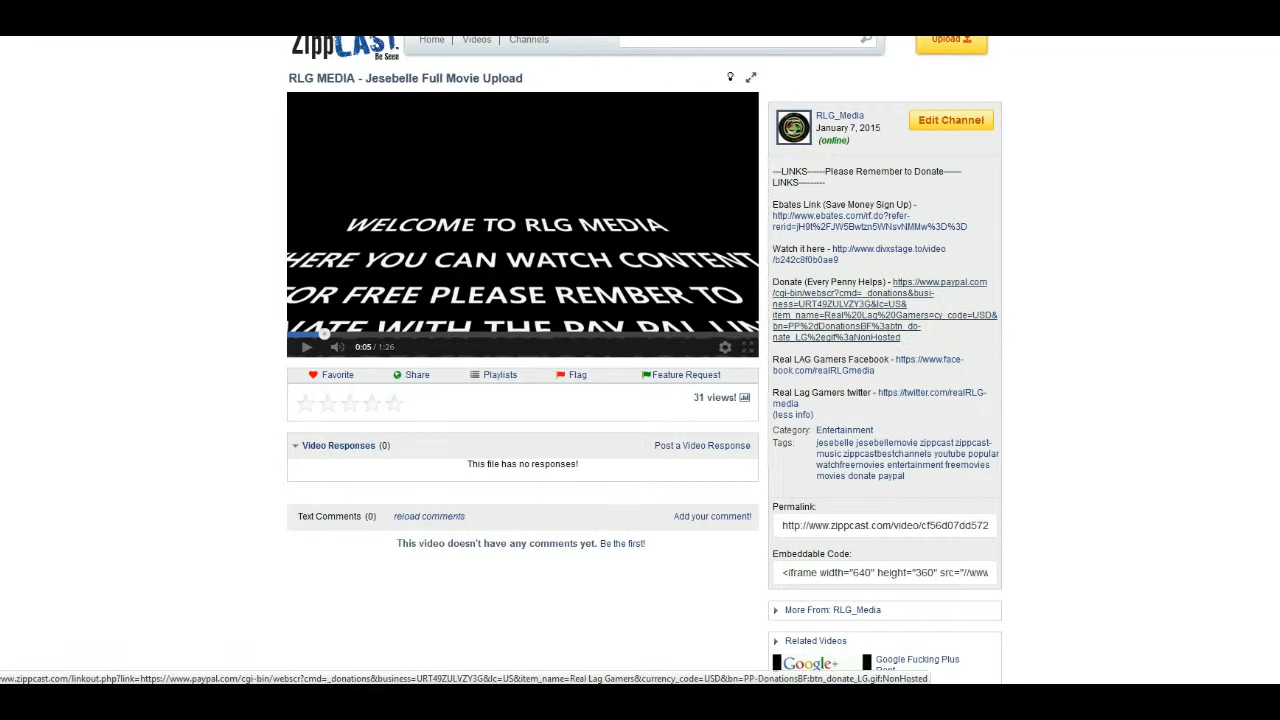 ZippCAST
Be Seen
Home | Videos | Channels
Upload
RLG MEDIA - Jesebelle Full Movie Upload
WELCOME TO RLG MEDIA
HERE YOU CAN WATCH CONTENT
FOR FREE PLEASE REMBER TO
NATE WITH THE PAY PAL LIN
0:05 / 1:26
Favorite
Share
Playlists
Flag
Feature Request
31 views!
Video Responses (0)
Post a Video Response
This file has no responses!
Text Comments (0)
reload comments
Add your comment!
This video doesn't have any comments yet. Be the first!
RLG_Media
January 7, 2015
(online)
Edit Channel
---LINKS------Please Remember to Donate------
LINKS---------
Ebates Link (Save Money Sign Up) -
http://www.ebates.com/rf.do?refer-
rerid=jH9t%2FJW5Bwtzn5WNsvNMMw%3D%3D
Watch it here - http://www.divxstage.to/video
/b242c8f0b0ae9
Donate (Every Penny Helps) - https://www.paypal.com
/cgi-bin/webscr?cmd=_donations&busi-
ness=URT49ZULVZY3G&lc=US&
item_name=Real%20Lag%20Gamers¤cy_code=USD&
bn=PP%2dDonationsBF%3abtn_do-
nate_LG%2egif%3aNonHosted
Real LAG Gamers Facebook - https://www.face-
book.com/realRLGmedia
Real Lag Gamers twitter - https://twitter.com/realRLG-
media
(less info)
Category: Entertainment
Tags: jesebelle jesebellemovie zippcast zippcast-
music zippcastbestchannels youtube popular
watchfreemovies entertainment freemovies
movies donate paypal
Permalink:
http://www.zippcast.com/video/cf56d07dd572
Embeddable Code:
<iframe width="640" height="360" src="//www
More From: RLG_Media
Related Videos
Google+
Google Fucking Plus
www.zippcast.com/linkout.php?link=https://www.paypal.com/cgi-bin/webscr?cmd=_donations&business=URT49ZULVZY3G&lc=US&item_name=Real Lag Gamers&currency_code=USD&bn=PP-DonationsBF:btn_donate_LG.gif:NonHosted